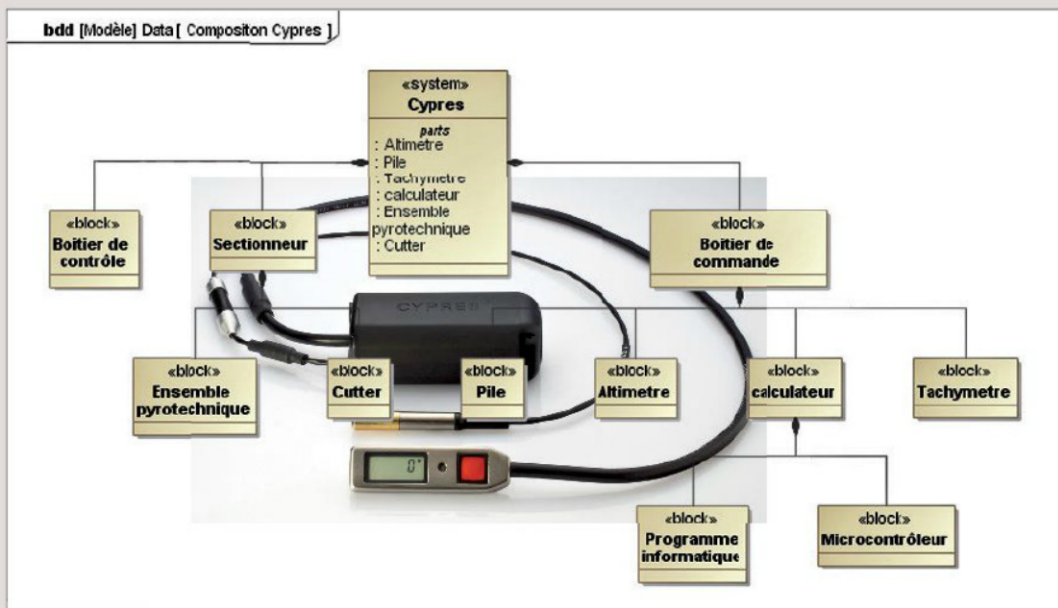 bdd [Modèle] Data [ Compositon Cypres ]
«system»
Cypres
parts
: Altimetre
: Pile
: Tachymetre
: calculateur
: Ensemble
pyrotechnique
: Cutter
«block»
Boitier de
contrôle
«block»
Sectionneur
«block»
Boitier de
commande
CYPRES
«block»
Ensemble
pyrotechnique
«block»
Cutter
«block»
Pile
«block»
Altimetre
«block»
calculateur
«block»
Tachymetre
0*
«block»
Programme
informatique
«block»
Microcontrôleur